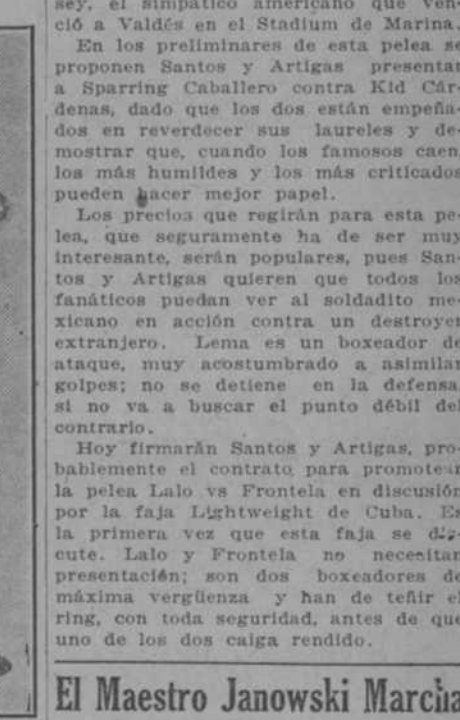 sey, el simpático americano que ven-
ció a Valdés en el Stadium de Marina.
En los preliminares de esta pelea se
proponen Santos y Artigas presentar
a Sparring Caballero contra Kid Cár-
denas, dado que los dos están empeña-
dos en reverdecer sus laureles y de-
mostrar que, cuando los famosos caen,
los más humildes y los más criticados
pueden hacer mejor papel.
Los precios que regirán para esta pe-
lea, que seguramente ha de ser muy
interesante, serán populares, pues San-
tos y Artigas quieren que todos los
fanáticos puedan ver al soldadito me-
xicano en acción contra un destroyer
extranjero. Lema es un boxeador de
ataque, muy acostumbrado a asimilar
golpes; no se detiene en la defensa
si no va a buscar el punto débil del
contrario.
Hoy firmarán Santos y Artigas, pro-
bablemente el contrato para promotear
la pelea Lalo vs Frontela en discusión
por la faja Lightweight de Cuba. Es
la primera vez que esta faja se dis-
cute. Lalo y Frontela no necesitan
presentación; son dos boxeadores de
máxima vergüenza y han de teñir el
ring, con toda seguridad, antes de que
uno de los dos caiga rendido.
El Maestro Janowski Marcha